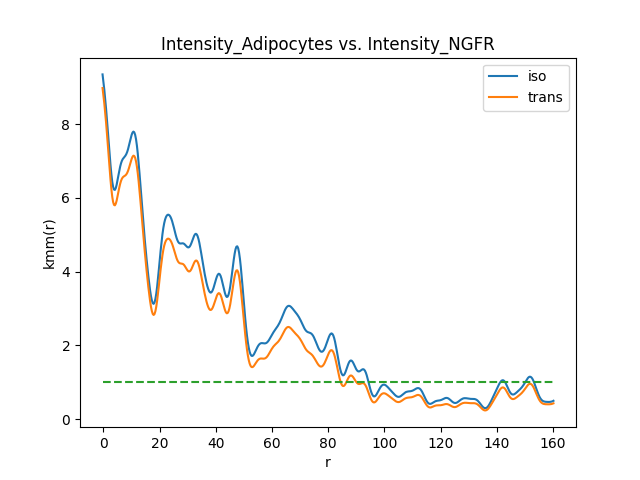 Intensity_Adipocytes vs. Intensity_NGFR
iso
trans
kmm(r)
8
6
4
2
0
0 20 40 60 80 100 120 140 160
r